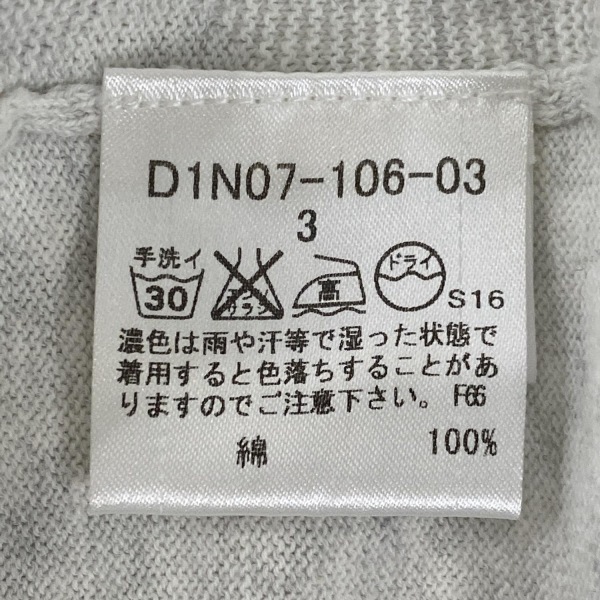 D1N07-106-03
3
手洗イ
30
エンソ
サラシ
高
ドライ
S16
濃色は雨や汗等で湿った状態で
着用すると色落ちすることがあ
りますのでご注意下さい。 F66
綿 100%